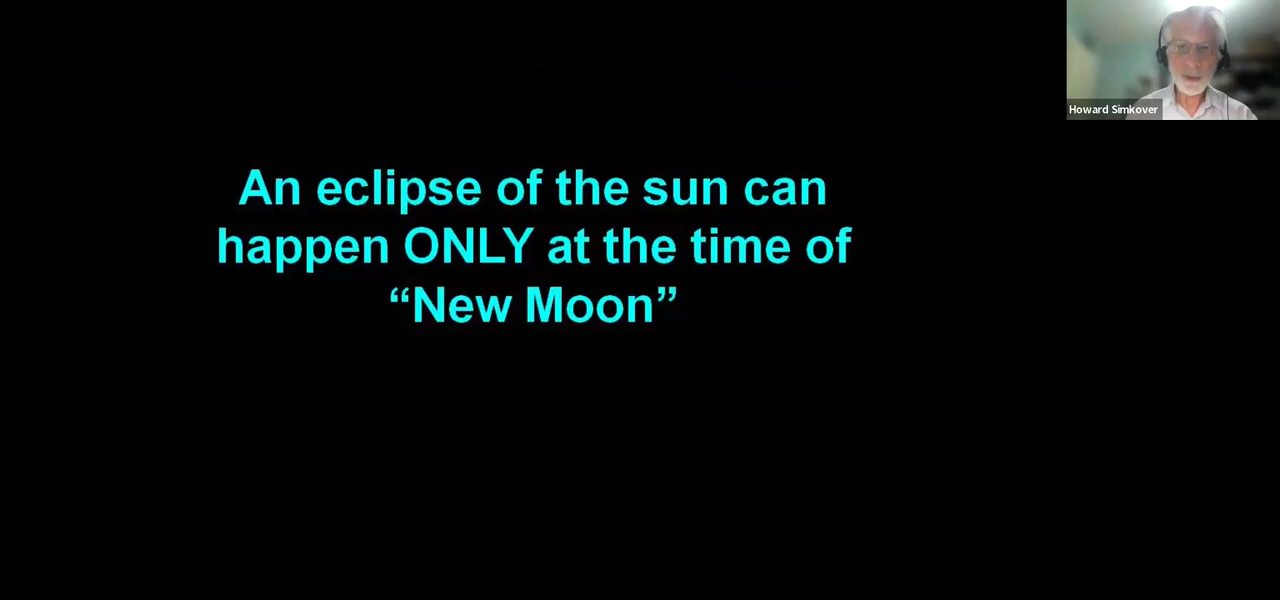 Howard Simkover
An eclipse of the sun can
happen ONLY at the time of
“New Moon”